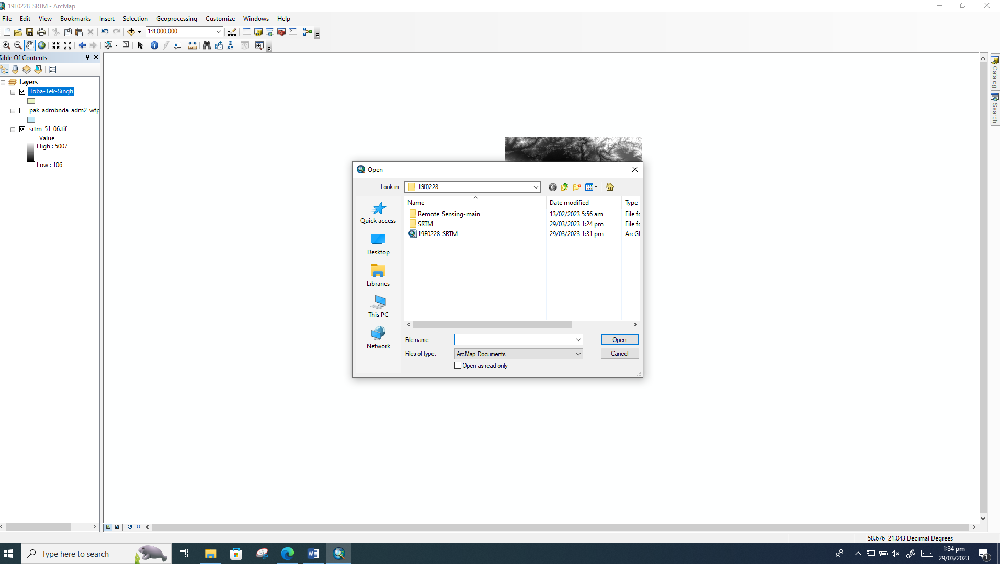 19F0228_SRTM - ArcMap
File Edit View Bookmarks Insert Selection Geoprocessing Customize Windows Help
1:8,000,000
Table Of Contents
Layers
Toba-Tek-Singh
pak_admbnda_adm2_wfp
srtm_51_06.tif
Value
High : 5007
Low : 106
Open
Look in: 19f0228
Name Date modified Type
Remote_Sensing-main 13/02/2023 5:56 am File fo
SRTM 29/03/2023 1:24 pm File fo
19F0228_SRTM 29/03/2023 1:31 pm ArcGI
Quick access
Desktop
Libraries
This PC
Network
File name: Open
Files of type: ArcMap Documents Cancel
Open as read-only
Catalog
Search
58.676 21.043 Decimal Degrees
Type here to search
1:34 pm
29/03/2023
1